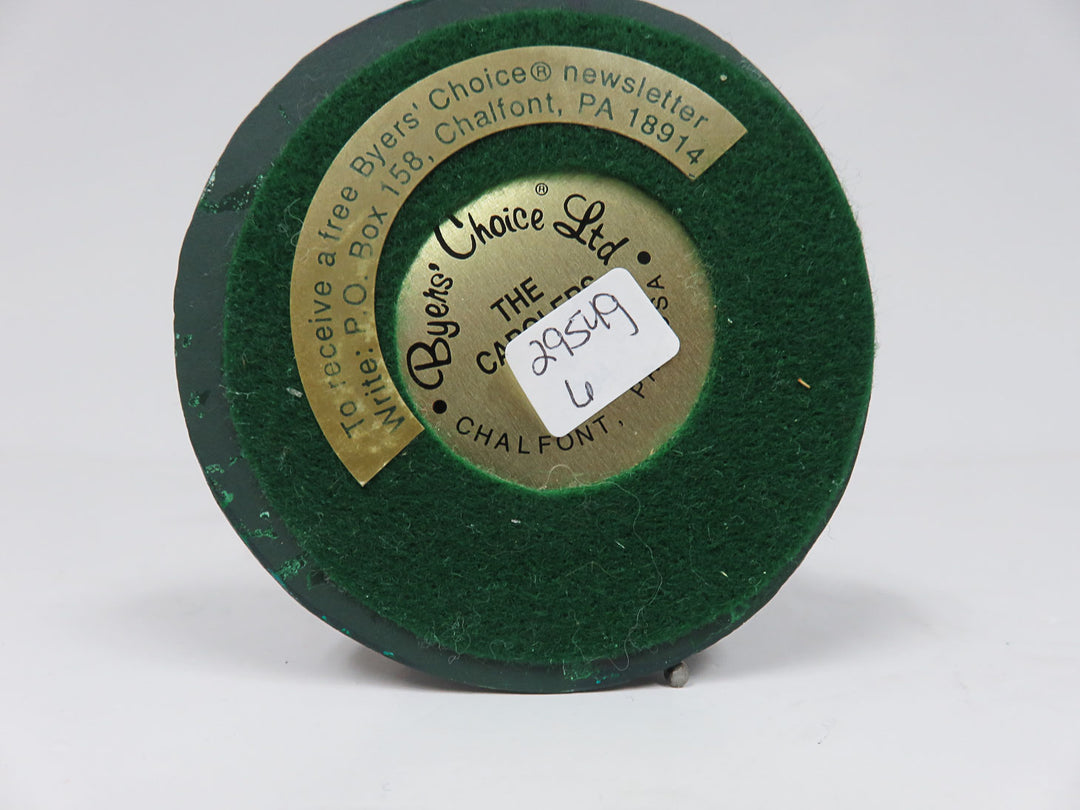 To receive a free Byers' Choice® newsletter
Write: P.O. Box 158, Chalfont, PA 18914
Byers' Choice® Ltd
THE
CHALFONT,
29549
6